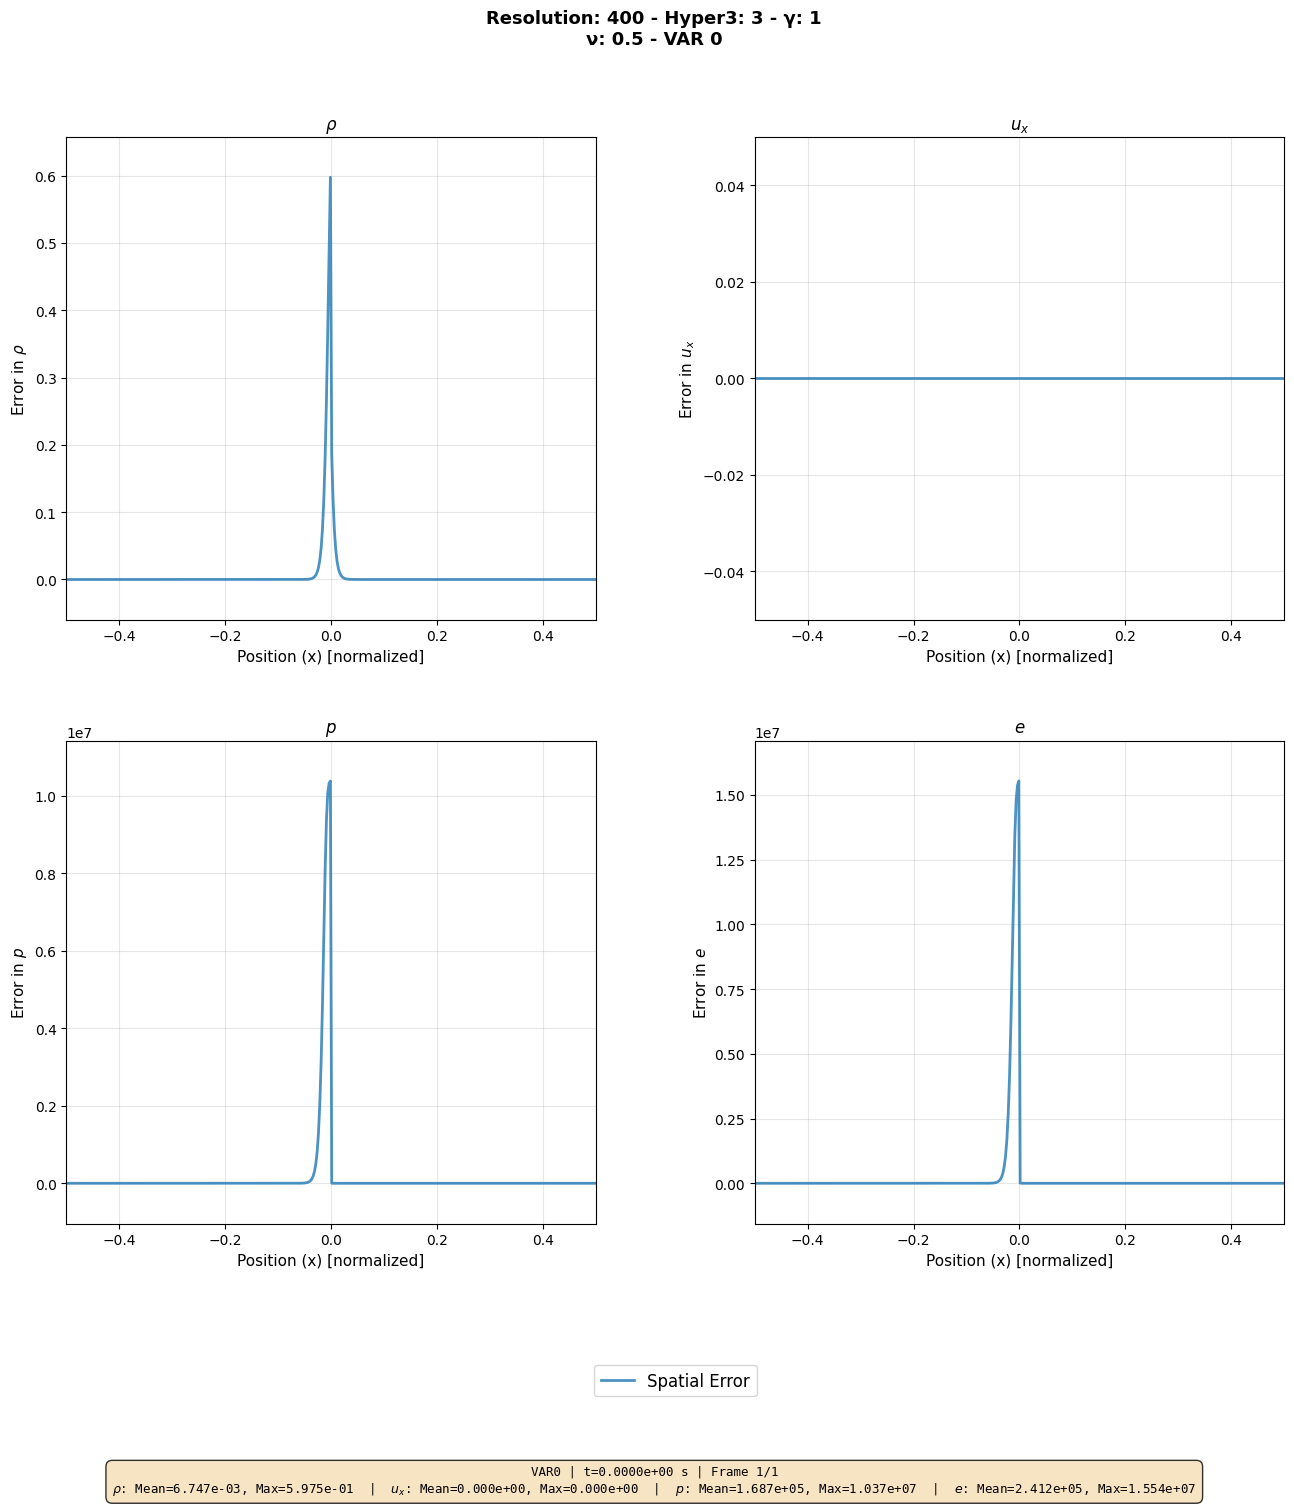 Resolution: 400 - Hyper3: 3 - γ: 1
ν: 0.5 - VAR 0
ρ
Error in ρ
0.6
0.5
0.4
0.3
0.2
0.1
0.0
−0.4 −0.2 0.0 0.2 0.4
Position (x) [normalized]
u_x
Error in u_x
0.04
0.02
0.00
−0.02
−0.04
−0.4 −0.2 0.0 0.2 0.4
Position (x) [normalized]
p
1e7
Error in p
1.0
0.8
0.6
0.4
0.2
0.0
−0.4 −0.2 0.0 0.2 0.4
Position (x) [normalized]
e
1e7
Error in e
1.50
1.25
1.00
0.75
0.50
0.25
0.00
−0.4 −0.2 0.0 0.2 0.4
Position (x) [normalized]
Spatial Error
VAR0 | t=0.0000e+00 s | Frame 1/1
ρ: Mean=6.747e-03, Max=5.975e-01 | u_x: Mean=0.000e+00, Max=0.000e+00 | p: Mean=1.687e+05, Max=1.037e+07 | e: Mean=2.412e+05, Max=1.554e+07